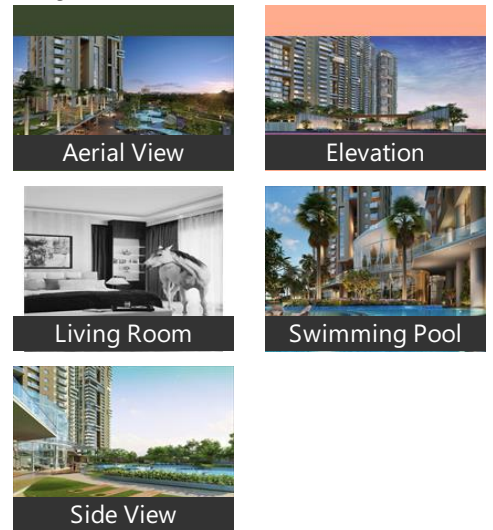 Aerial View
Elevation
Living Room
Swimming Pool
Side View